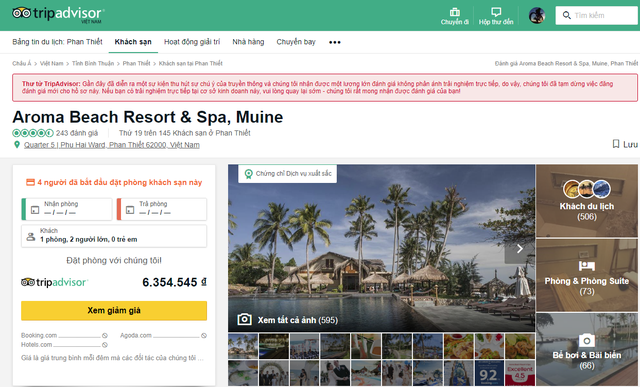 tripadvisor®
VIỆT NAM
Chuyến đi
Hộp thư đến
Tìm kiếm
Bảng tin du lịch: Phan Thiết
Khách sạn
Hoạt động giải trí
Nhà hàng
Chuyến bay
•••
Châu Á > Việt Nam > Tỉnh Bình Thuận > Phan Thiết > Khách sạn tại Phan Thiết
Đánh giá Aroma Beach Resort & Spa, Muine, Phan Thiết
Thư từ TripAdvisor: Gần đây đã diễn ra một sự kiện thu hút sự chú ý của truyền thông và chúng tôi nhận được một lượng lớn đánh giá không phản ánh trải nghiệm trực tiếp, do vậy, chúng tôi đã tạm dừng việc đăng
đánh giá mới cho hồ sơ này. Nếu bạn có trải nghiệm trực tiếp tại cơ sở kinh doanh này, vui lòng quay lại sớm - chúng tôi rất mong nhận được đánh giá của bạn!
Aroma Beach Resort & Spa, Muine
243 đánh giá
Thứ 19 trên 145 Khách sạn ở Phan Thiết
Quarter 5 | Phu Hai Ward, Phan Thiết 62000, Việt Nam
Lưu
4 người đã bắt đầu đặt phòng khách sạn này
Nhận phòng
— / — / —
Trả phòng
— / — / —
Khách
1 phòng, 2 người lớn, 0 trẻ em
Đặt phòng với chúng tôi!
tripadvisor®
6.354.545 ₫
Xem giảm giá
Booking.com
Agoda.com
Hotels.com
Giá là giá trung bình mỗi đêm mà các đối tác của chúng tôi …
Chứng chỉ Dịch vụ xuất sắc
Xem tất cả ảnh (595)
92
Excellent
4.5
Khách du lịch
(506)
Phòng & Phòng Suite
(73)
Bể bơi & Bãi biển
(66)